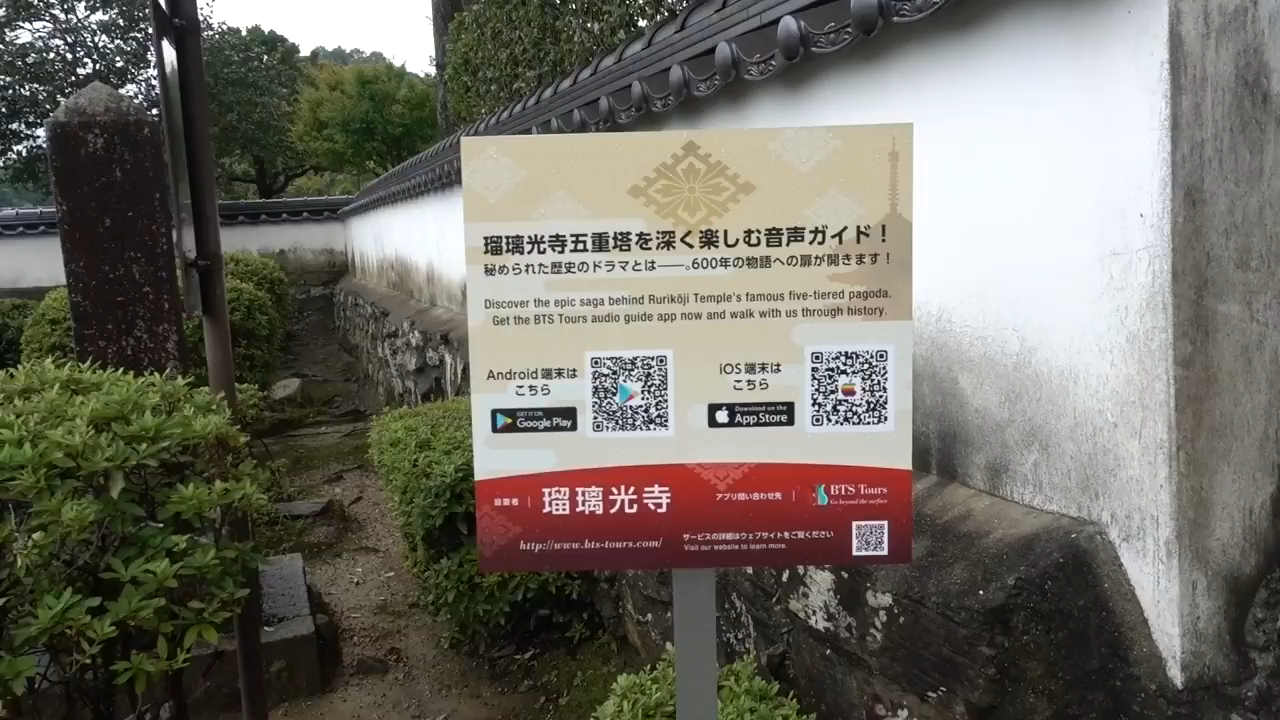 瑠璃光寺五重塔を深く楽しむ音声ガイド！
秘められた歴史のドラマとは――。600年の物語への扉が開きます！
Discover the epic saga behind Rurikōji Temple's famous five-tiered pagoda.
Get the BTS Tours audio guide app now and walk with us through history.
Android 端末は
こちら
GET IT ON
Google Play
iOS 端末は
こちら
Download on the
App Store
設置者
瑠璃光寺
アプリ問い合わせ先
BTS Tours
Go beyond the surface
http://www.bts-tours.com/
サービスの詳細はウェブサイトをご覧ください
Visit our website to learn more.